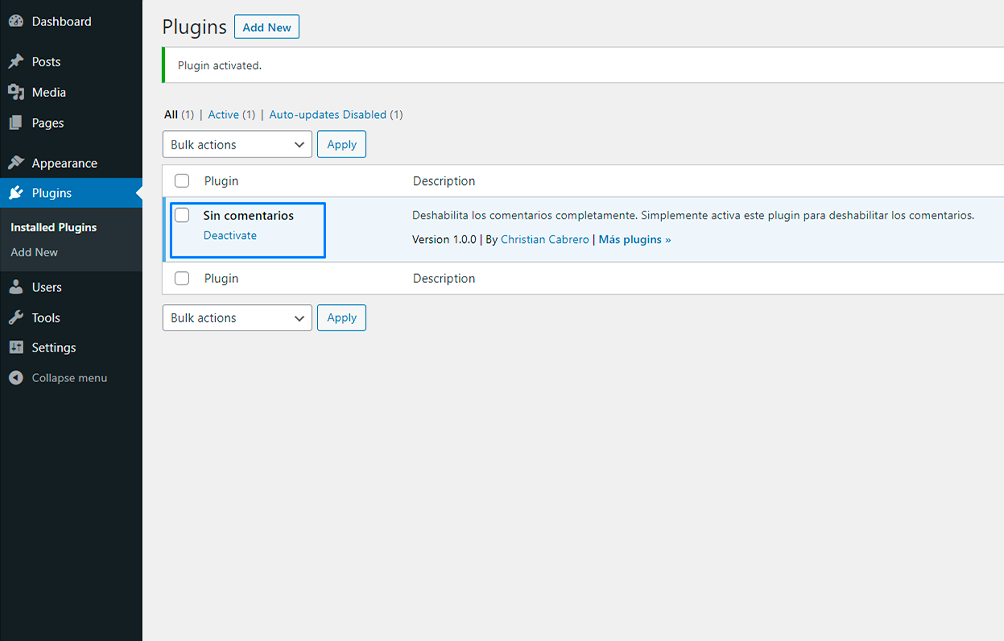 Dashboard
Posts
Media
Pages
Appearance
Plugins
Installed Plugins
Add New
Users
Tools
Settings
Collapse menu
Plugins Add New
Plugin activated.
All (1) | Active (1) | Auto-updates Disabled (1)
Bulk actions Apply
Plugin Description
Sin comentarios Deshabilita los comentarios completamente. Simplemente activa este plugin para deshabilitar los comentarios.
Deactivate Version 1.0.0 | By Christian Cabrero | Más plugins »
Plugin Description
Bulk actions Apply